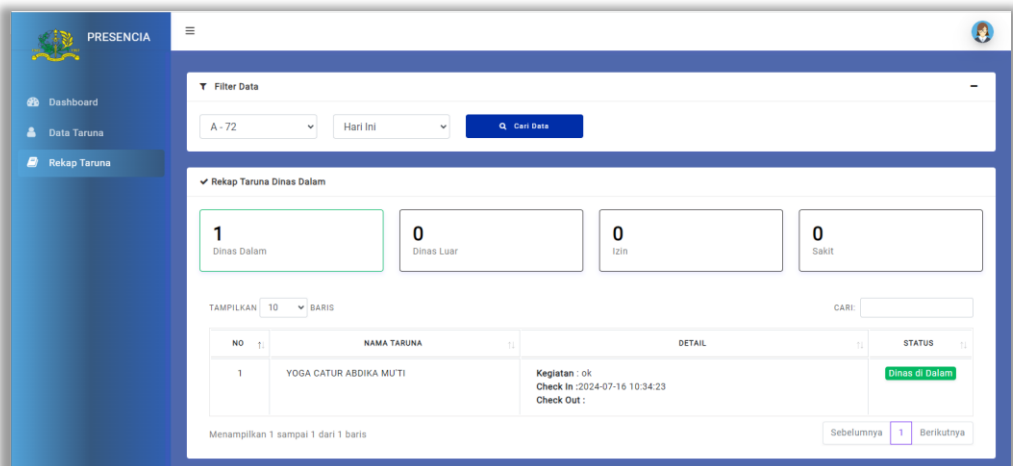 PRESENCIA
Dashboard
Data Taruna
Rekap Taruna
Filter Data
A - 72
Hari Ini
Cari Data
Rekap Taruna Dinas Dalam
1
Dinas Dalam
0
Dinas Luar
0
Izin
0
Sakit
TAMPILKAN 10 BARIS
CARI:
NO NAMA TARUNA DETAIL STATUS
1 YOGA CATUR ABDIKA MU'TI Kegiatan : ok Dinas di Dalam
Check In :2024-07-16 10:34:23
Check Out :
Menampilkan 1 sampai 1 dari 1 baris
Sebelumnya 1 Berikutnya